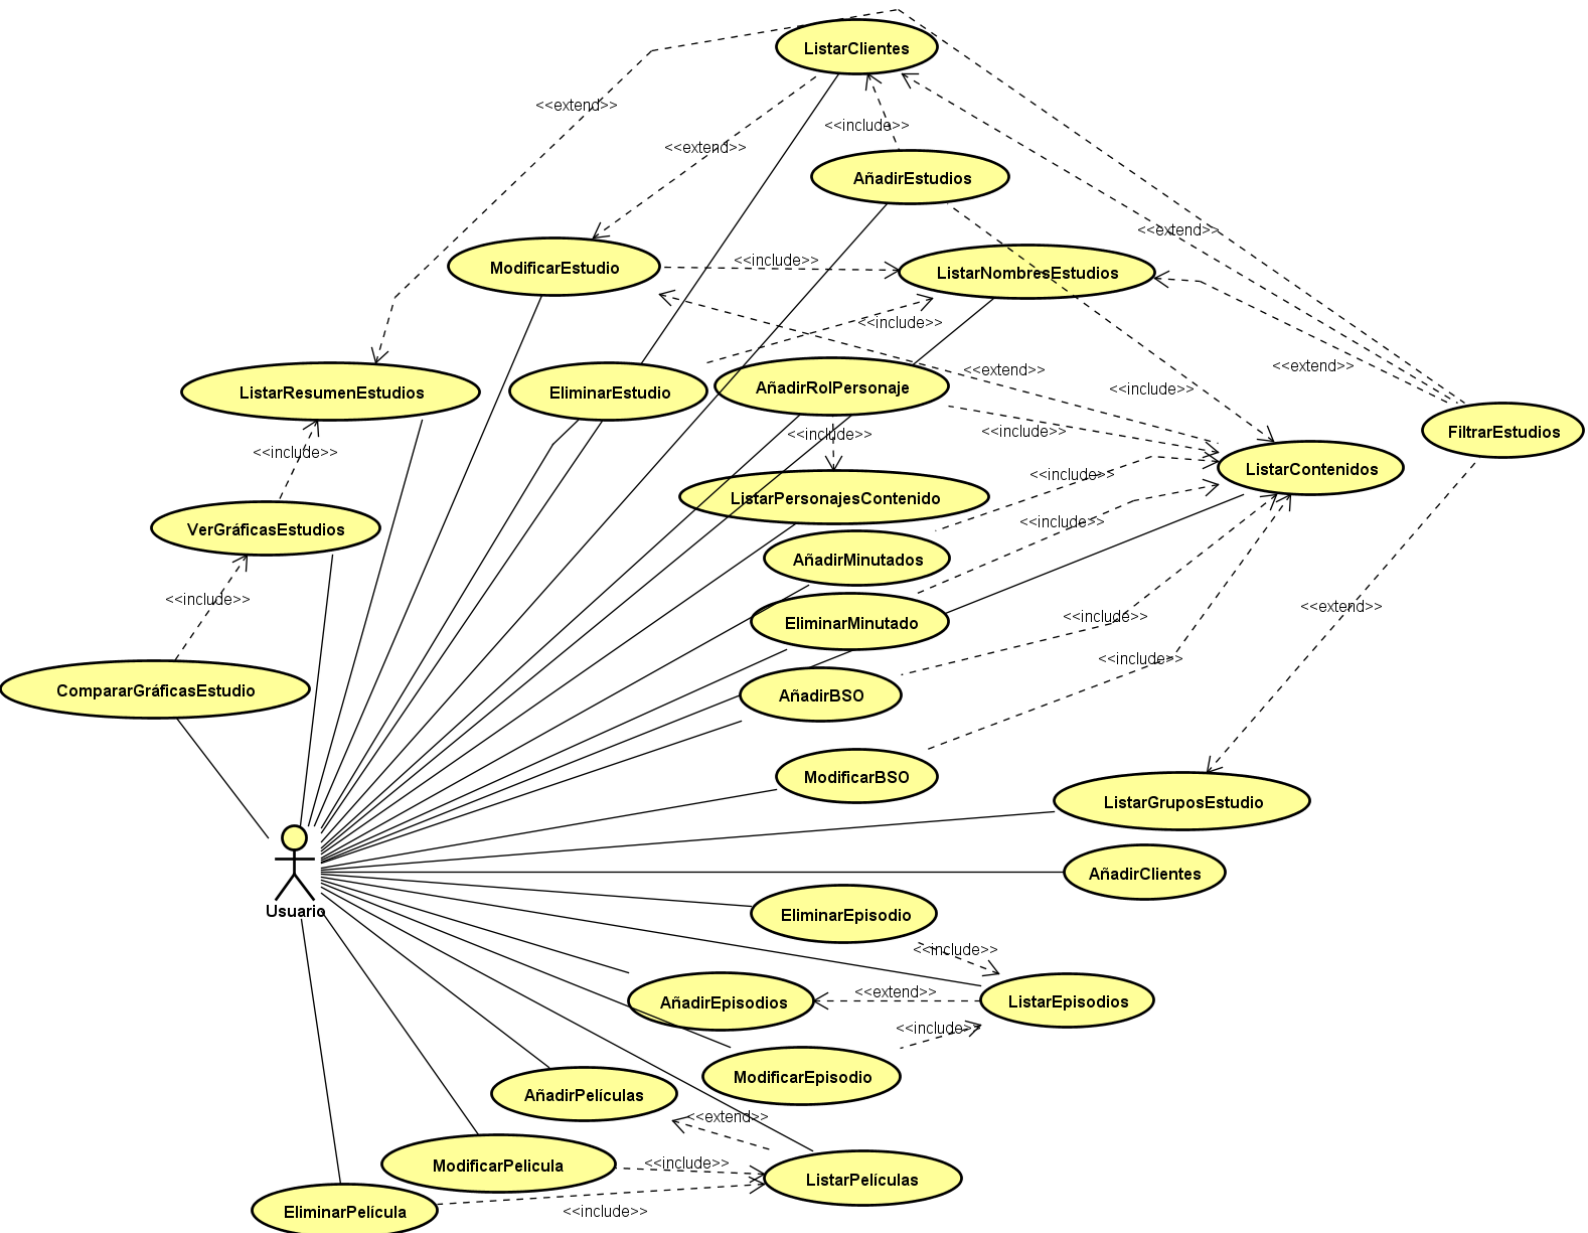 ListarClientes
<<extend>>
<<include>>
<<extend>>
AñadirEstudios
<<extend>>
ModificarEstudio
<<include>>
ListarNombresEstudios
<<include>>
<<extend>>
<<extend>>
<<include>>
ListarResumenEstudios
EliminarEstudio
AñadirRolPersonaje
<<include>>
<<include>>
<<include>>
FiltrarEstudios
ListarContenidos
<<include>>
ListarPersonajesContenido
<<include>>
VerGráficasEstudios
AñadirMinutados
<<include>>
<<extend>>
<<include>>
EliminarMinutado
<<include>>
CompararGráficasEstudio
AñadirBSO
ModificarBSO
ListarGruposEstudio
AñadirClientes
Usuario
EliminarEpisodio
<<include>>
<<extend>>
AñadirEpisodios
ListarEpisodios
<<include>>
ModificarEpisodio
AñadirPelículas
<<extend>>
ModificarPelicula
<<include>>
ListarPelículas
EliminarPelícula
<<include>>